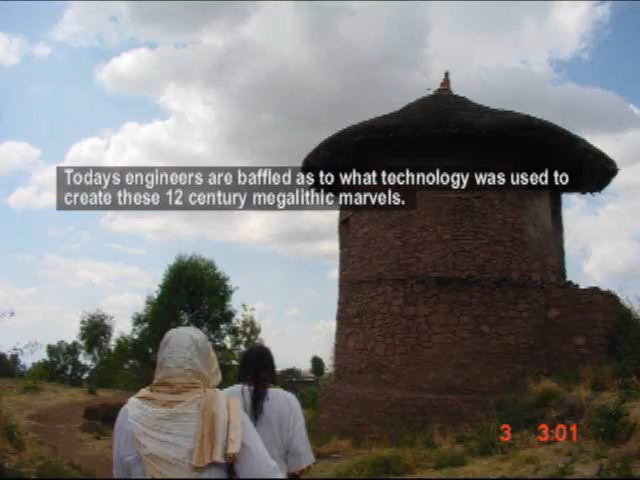 Todays engineers are baffled as to what technology was used to
create these 12 century megalithic marvels.
3 3:01